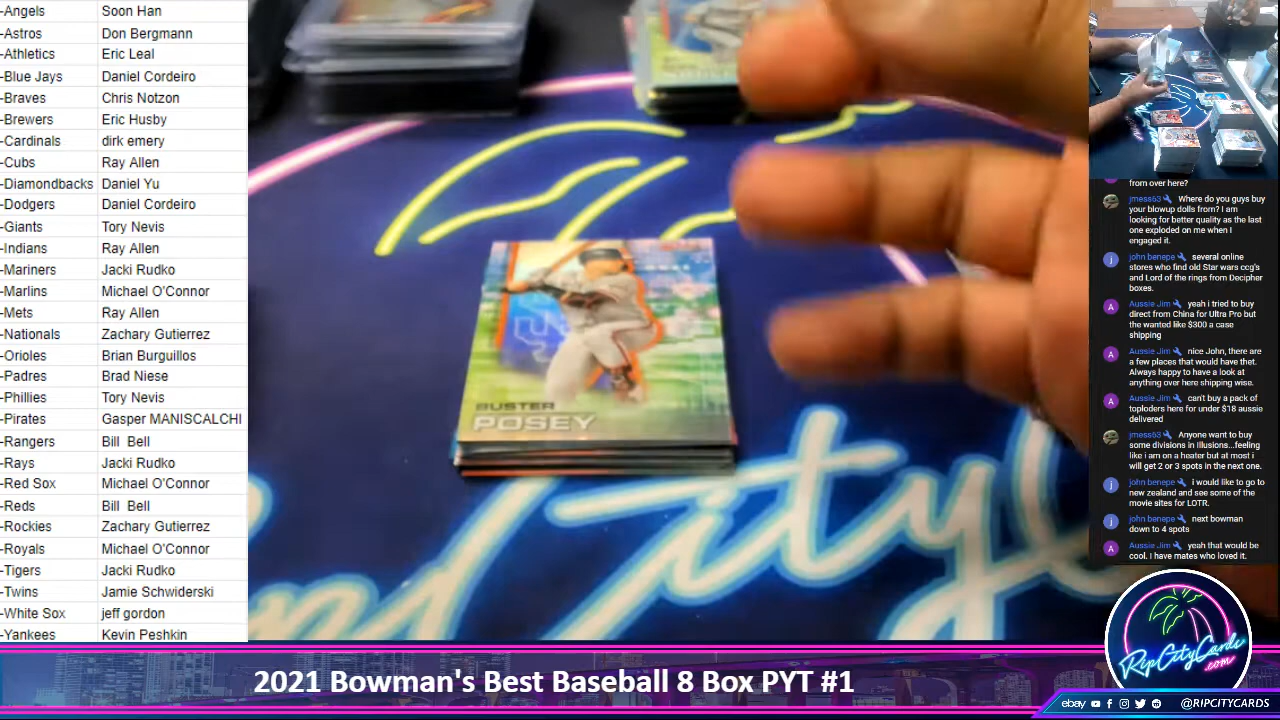 -Angels Soon Han
-Astros Don Bergmann
-Athletics Eric Leal
-Blue Jays Daniel Cordeiro
-Braves Chris Notzon
-Brewers Eric Husby
-Cardinals dirk emery
-Cubs Ray Allen
-Diamondbacks Daniel Yu
-Dodgers Daniel Cordeiro
-Giants Tory Nevis
-Indians Ray Allen
-Mariners Jacki Rudko
-Marlins Michael O'Connor
-Mets Ray Allen
-Nationals Zachary Gutierrez
-Orioles Brian Burguillos
-Padres Brad Niese
-Phillies Tory Nevis
-Pirates Gasper MANISCALCHI
-Rangers Bill Bell
-Rays Jacki Rudko
-Red Sox Michael O'Connor
-Reds Bill Bell
-Rockies Zachary Gutierrez
-Royals Michael O'Connor
-Tigers Jacki Rudko
-Twins Jamie Schwiderski
-White Sox jeff gordon
-Yankees Kevin Peshkin
BUSTER
POSEY
from over here?
jmess63 Where do you guys buy
your blowup dolls from? I am
looking for better quality as the last
one exploded on me when I
engaged it.
john benepe several online
stores who find old Star wars ccg's
and Lord of the rings from Decipher
boxes.
Aussie Jim yeah i tried to buy
direct from China for Ultra Pro but
the wanted like $300 a case
shipping
Aussie Jim nice John, there are
a few places that would have thet.
Always happy to have a look at
anything over here shipping wise.
Aussie Jim can't buy a pack of
toploders here for under $18 aussie
delivered
jmess63 Anyone want to buy
some divisions in Illusions...feeling
like i am on a heater but at most i
will get 2 or 3 spots in the next one.
john benepe i would like to go to
new zealand and see some of the
movie sites for LOTR.
john benepe next bowman
down to 4 spots
Aussie Jim yeah that would be
cool. I have mates who loved it.
RipCityCards
.com
2021 Bowman's Best Baseball 8 Box PYT #1
ebay @RIPCITYCARDS